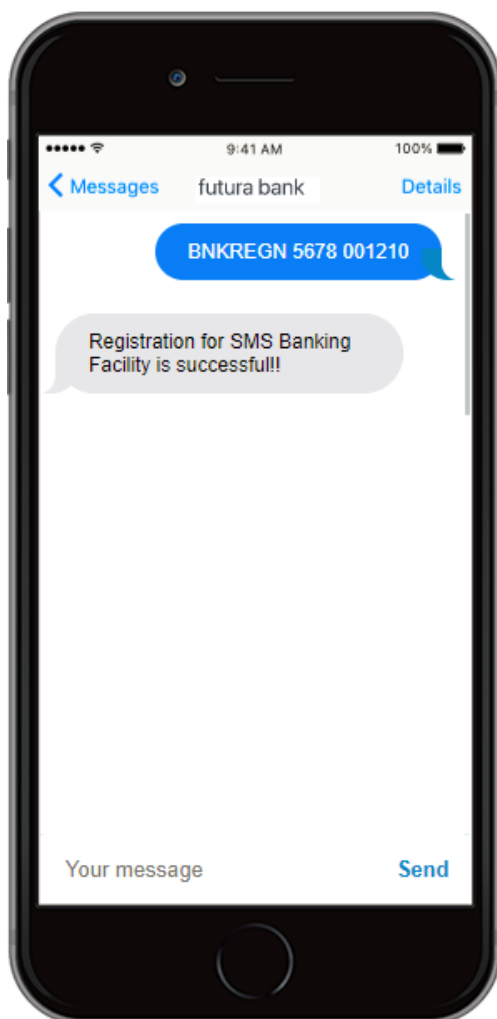 9:41 AM 100%
Messages futura bank Details
BNKREGN 5678 001210
Registration for SMS Banking
Facility is successful!!
Your message Send